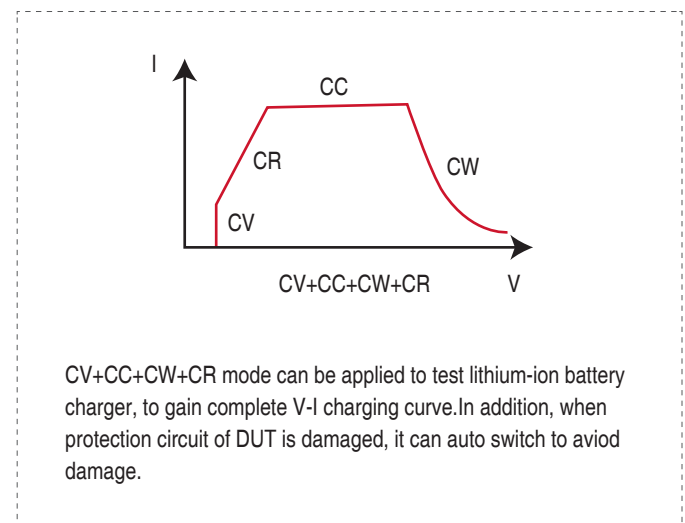 I
CC
CR
CW
CV
CV+CC+CW+CR
V
CV+CC+CW+CR mode can be applied to test lithium-ion battery
charger, to gain complete V-I charging curve.In addition, when
protection circuit of DUT is damaged, it can auto switch to aviod
damage.